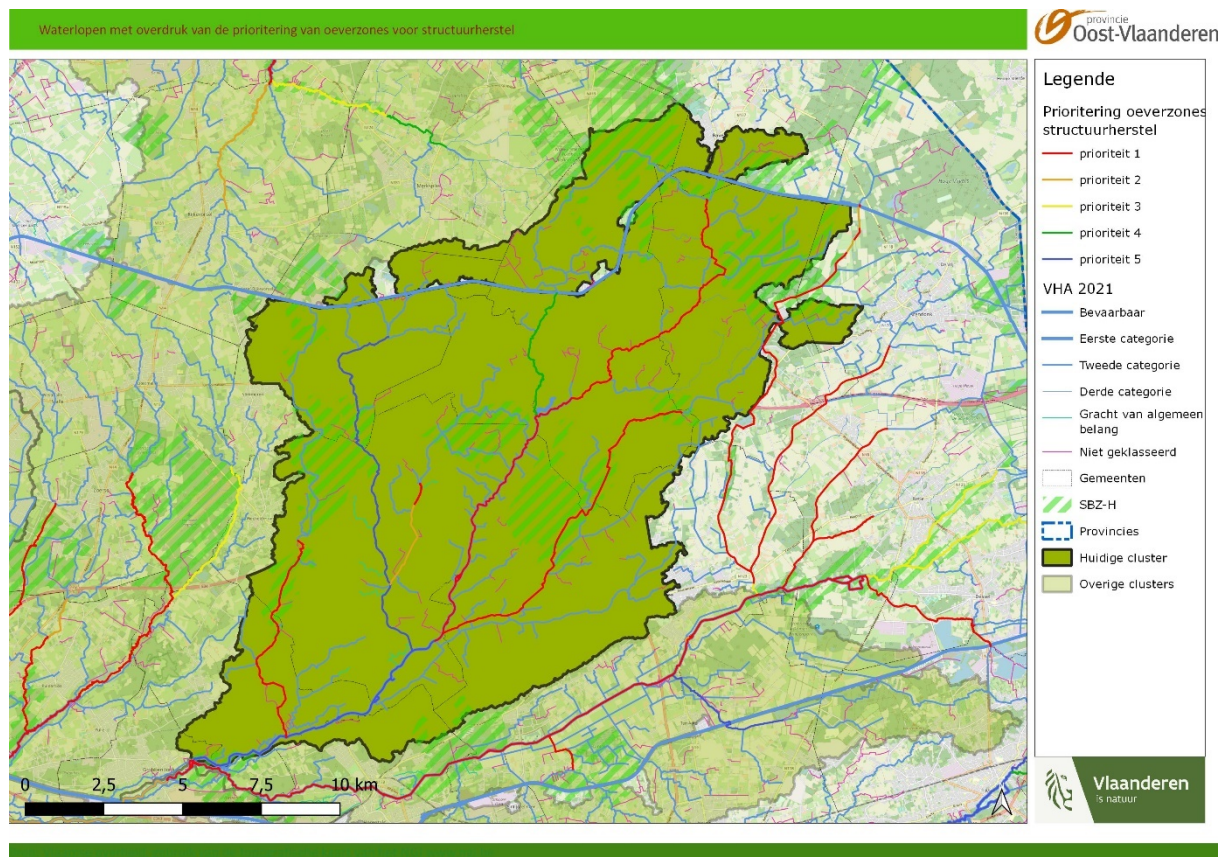 Waterlopen met overdruk van de prioritering van oeverzones voor structuurherstel
provincie
Oost-Vlaanderen
Legende
Prioritering oeverzones
structuurherstel
prioriteit 1
prioriteit 2
prioriteit 3
prioriteit 4
prioriteit 5
VHA 2021
Bevaarbaar
Eerste categorie
Tweede categorie
Derde categorie
Gracht van algemeen
belang
Niet geklasseerd
Gemeenten
SBZ-H
Provincies
Huidige cluster
Overige clusters
0 2,5 5 7,5 10 km
Vlaanderen
is natuur